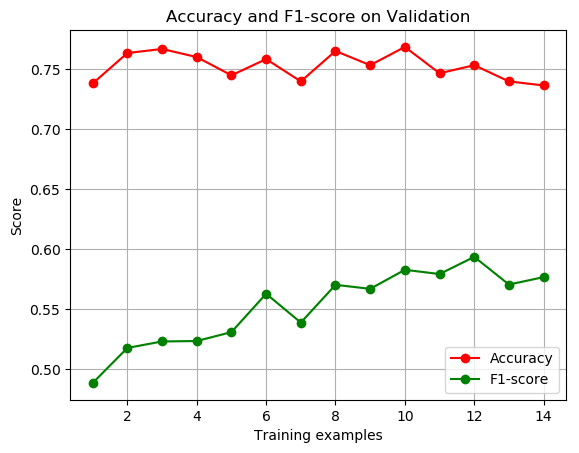 Accuracy and F1-score on Validation
Score
0.75
0.70
0.65
0.60
0.55
0.50
2 4 6 8 10 12 14
Training examples
Accuracy
F1-score